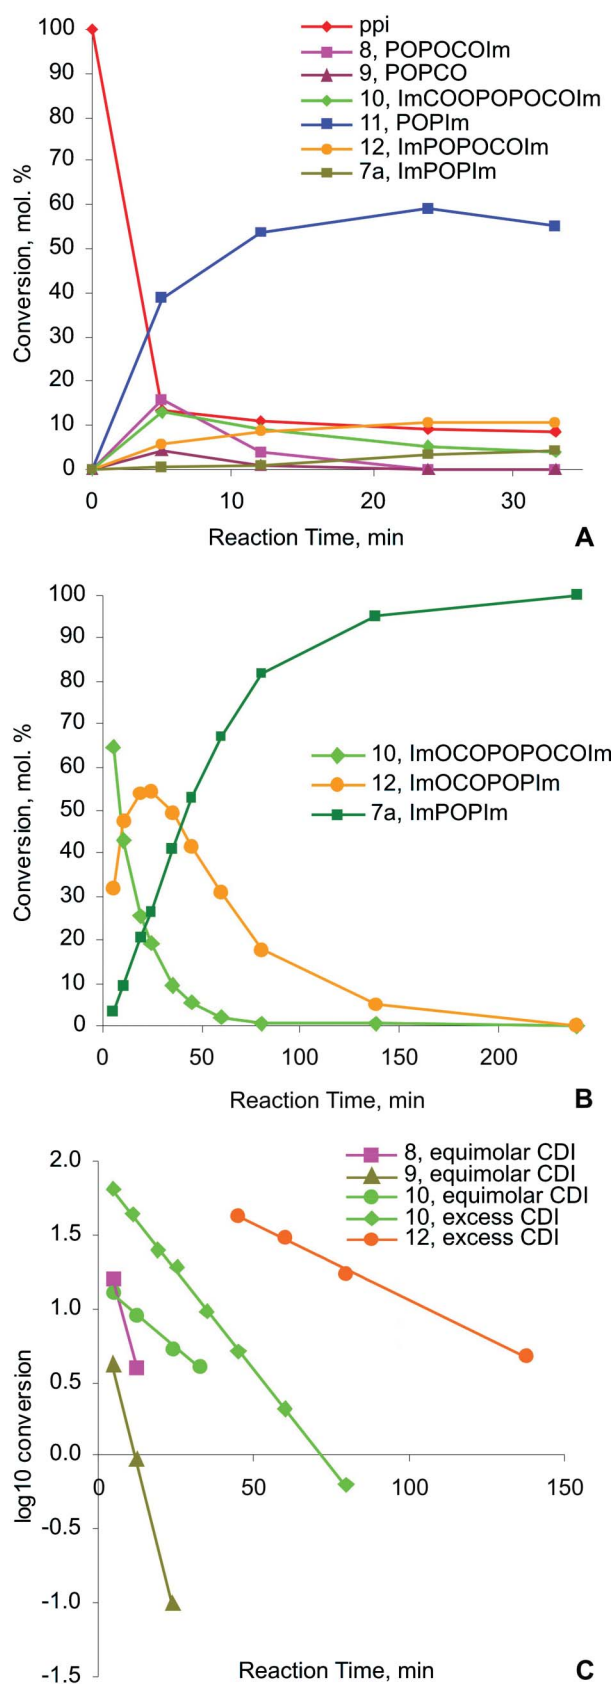 100
90
80
70
60
50
40
30
20
10
0
Conversion, mol. %
ppi
8, POPOCOIm
9, POPCO
10, ImCOOPOPOCOIm
11, POPIm
12, ImPOPOCOIm
7a, ImPOPIm
0 10 20 30
Reaction Time, min
A
100
90
80
70
60
50
40
30
20
10
0
Conversion, mol. %
10, ImOCOPOPOCOIm
12, ImOCOPOPIm
7a, ImPOPIm
0 50 100 150 200
Reaction Time, min
B
2.0
1.5
1.0
0.5
0.0
-0.5
-1.0
-1.5
log10 conversion
8, equimolar CDI
9, equimolar CDI
10, equimolar CDI
10, excess CDI
12, excess CDI
0 50 100 150
Reaction Time, min
C